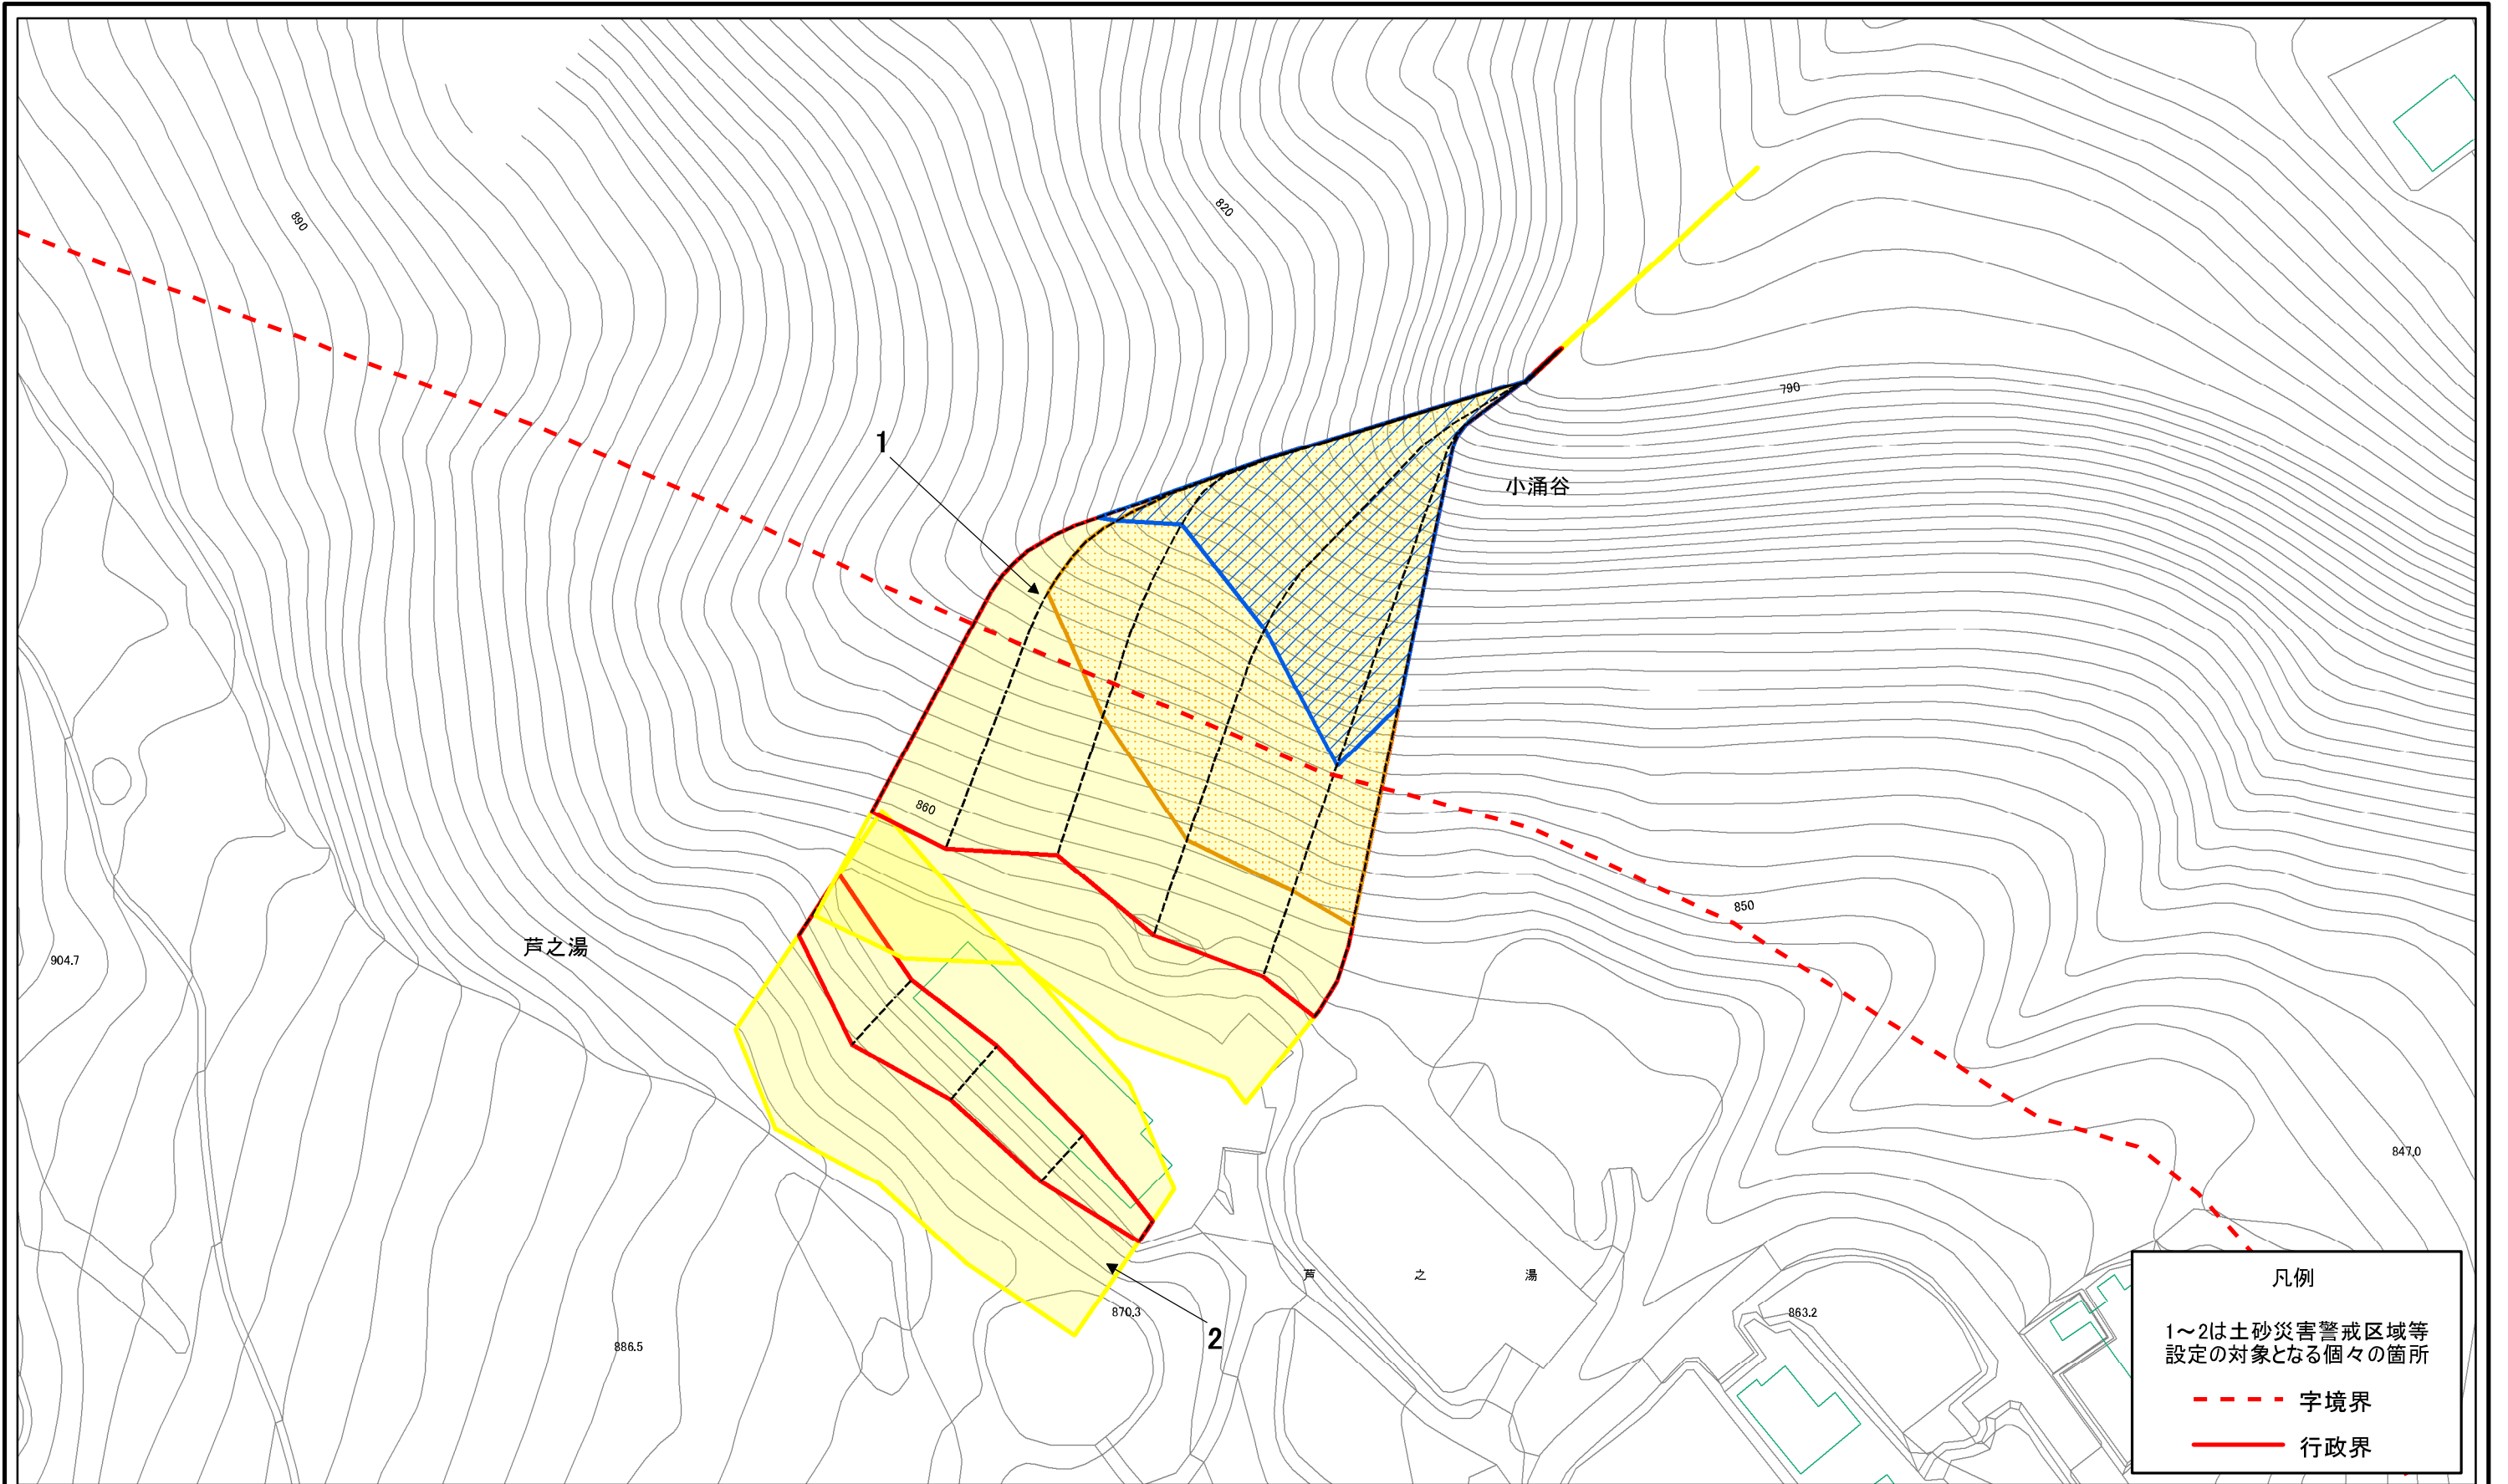 890
820
790
1
小涌谷
860
850
芦之湯
904.7
847.0
芦之湯
870.3
863.2
2
886.5
凡例
1~2は土砂災害警戒区域等
設定の対象となる個々の箇所
字境界
行政界